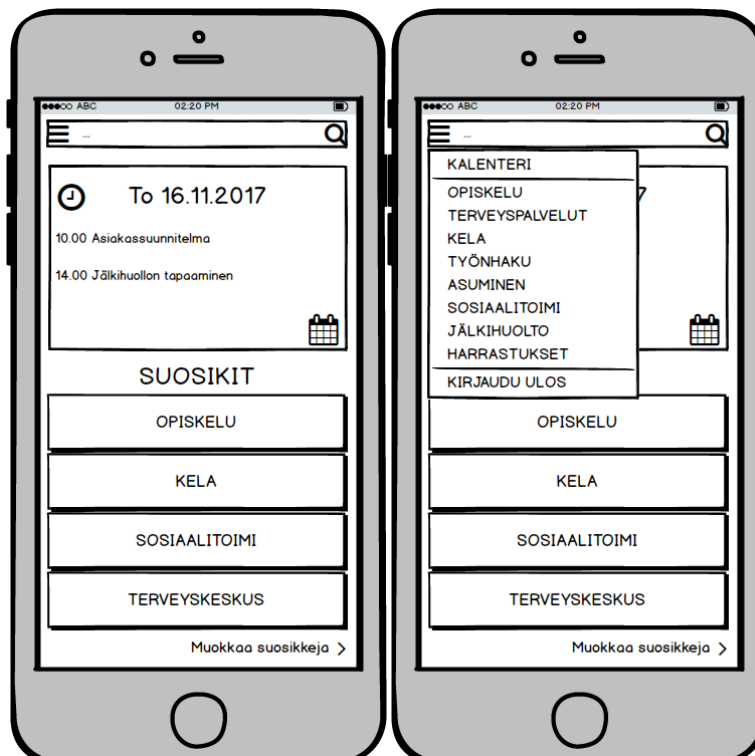 ABC 02:20 PM
...
To 16.11.2017
10.00 Asiakassuunnitelma
14.00 Jälkihuollon tapaaminen
SUOSIKIT
OPISKELU
KELA
SOSIAALITOIMI
TERVEYSKESKUS
Muokkaa suosikkeja >
ABC 02:20 PM
...
KALENTERI
OPISKELU
TERVEYSPALVELUT
KELA
TYÖNHAKU
ASUMINEN
SOSIAALITOIMI
JÄLKIHUOLTO
HARRASTUKSET
KIRJAUDU ULOS
7
OPISKELU
KELA
SOSIAALITOIMI
TERVEYSKESKUS
Muokkaa suosikkeja >